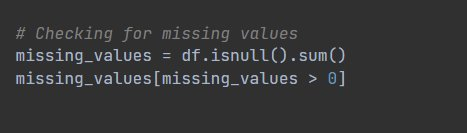 # Checking for missing values
missing_values = df.isnull().sum()
missing_values[missing_values > 0]